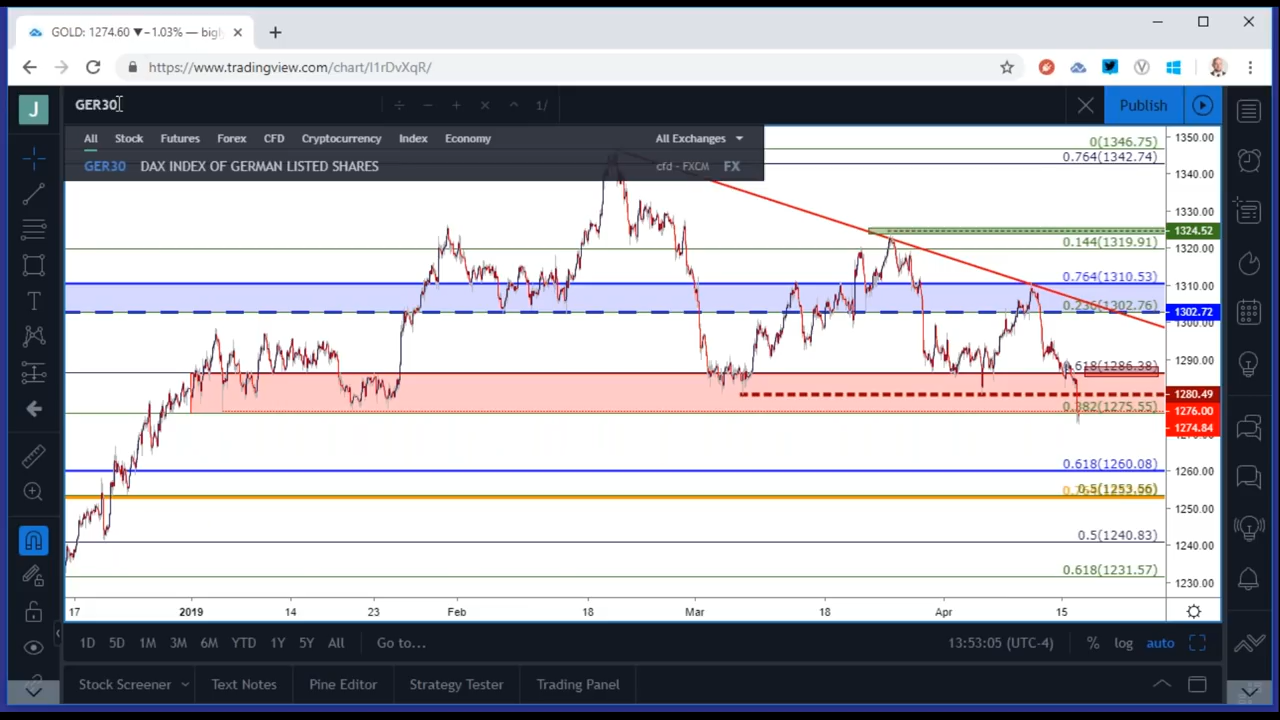 GOLD: 1274.60 ▼−1.03% — bigly
https://www.tradingview.com/chart/I1rDvXqR/
J
GER30
1/
Publish
All Stock Futures Forex CFD Cryptocurrency Index Economy All Exchanges
GER30 DAX INDEX OF GERMAN LISTED SHARES cfd - FXCM FX
1350.00
0(1346.75)
0.764(1342.74)
1340.00
1330.00
1324.52
0.144(1319.91)
1320.00
0.764(1310.53)
1310.00
0.236(1302.76)
1302.72
1300.00
0.618(1286.38)
1290.00
1280.49
0.382(1275.55)
1276.00
1274.84
0.618(1260.08)
1260.00
0.5(1253.56)
1250.00
0.5(1240.83)
1240.00
0.618(1231.57)
1230.00
17 2019 14 23 Feb 18 Mar 18 Apr 15
1D 5D 1M 3M 6M YTD 1Y 5Y All Go to... 13:53:05 (UTC-4) % log auto
Stock Screener Text Notes Pine Editor Strategy Tester Trading Panel